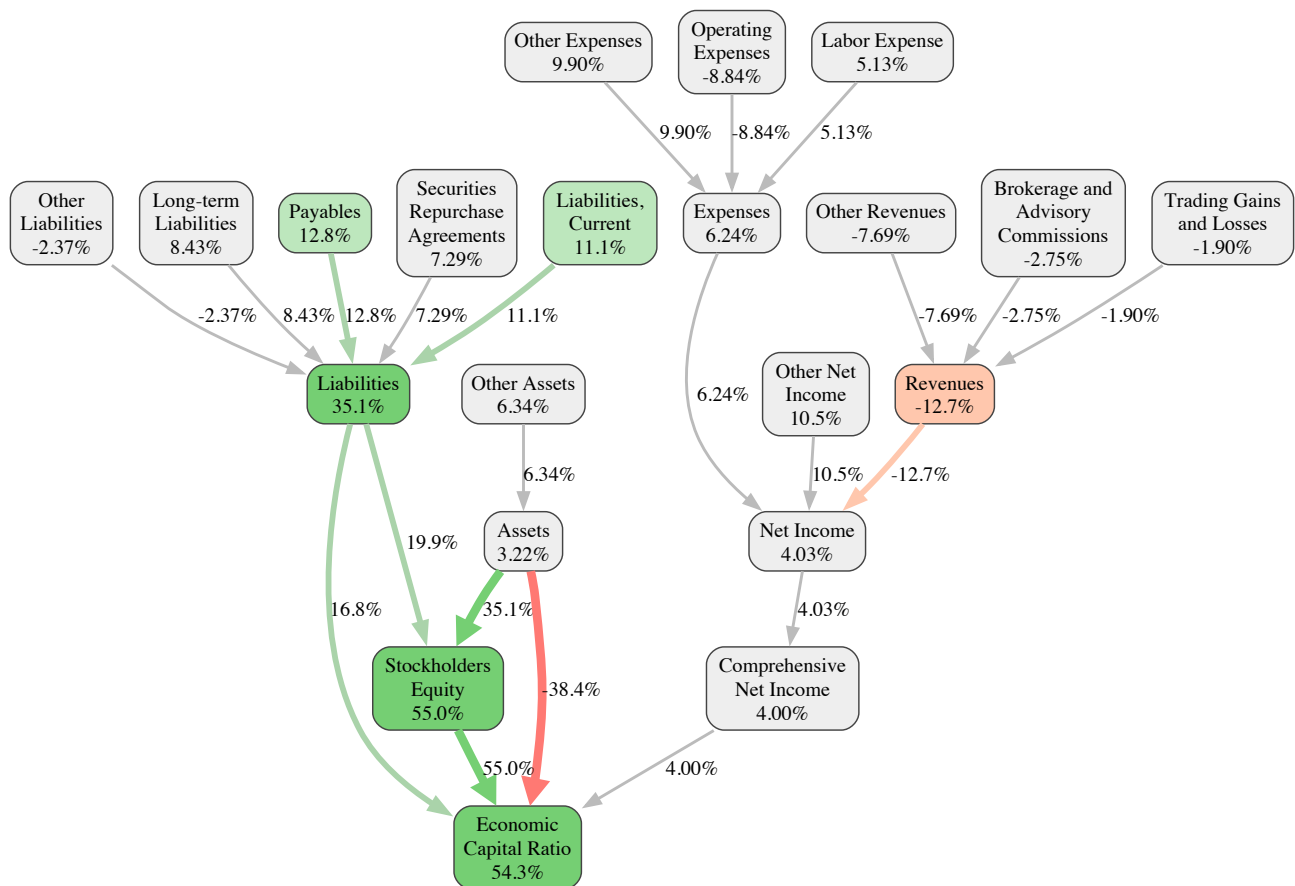 Other Expenses
9.90%
Operating
Expenses
-8.84%
Labor Expense
5.13%
9.90%
-8.84%
5.13%
Other
Liabilities
-2.37%
Long-term
Liabilities
8.43%
Payables
12.8%
Securities
Repurchase
Agreements
7.29%
Liabilities,
Current
11.1%
Expenses
6.24%
Other Revenues
-7.69%
Brokerage and
Advisory
Commissions
-2.75%
Trading Gains
and Losses
-1.90%
-2.37%
8.43%
12.8%
7.29%
11.1%
-7.69%
-2.75%
-1.90%
Liabilities
35.1%
Other Assets
6.34%
6.24%
Other Net
Income
10.5%
Revenues
-12.7%
6.34%
10.5%
-12.7%
19.9%
Assets
3.22%
Net Income
4.03%
16.8%
35.1%
4.03%
Stockholders
Equity
55.0%
-38.4%
Comprehensive
Net Income
4.00%
55.0%
4.00%
Economic
Capital Ratio
54.3%